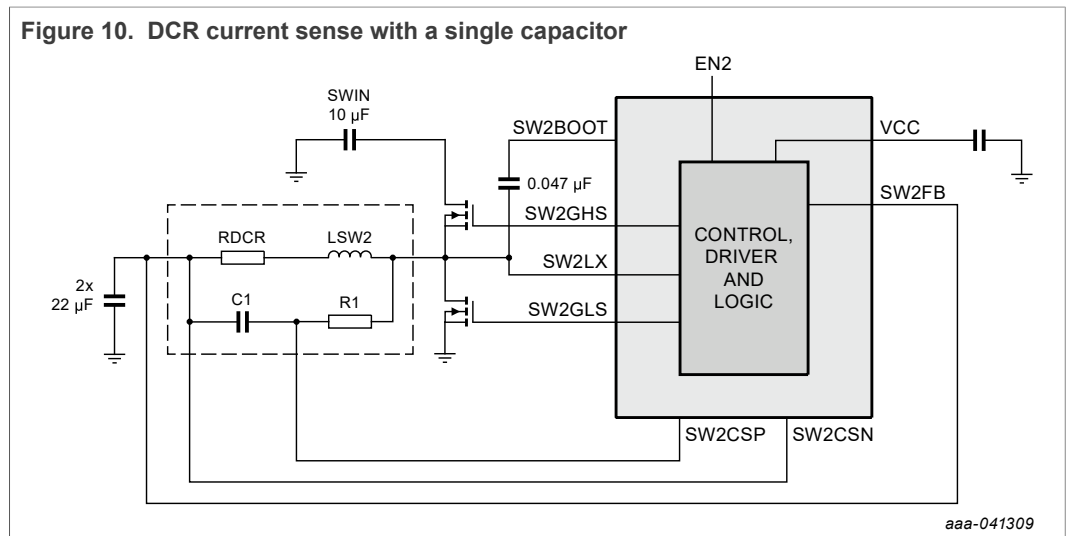 Figure 10. DCR current sense with a single capacitor
EN2
SWIN
10 µF
SW2BOOT
VCC
0.047 µF
SW2FB
SW2GHS
CONTROL,
DRIVER
AND
LOGIC
RDCR
LSW2
SW2LX
2x
22 µF
C1
R1
SW2GLS
SW2CSP
SW2CSN
aaa-041309